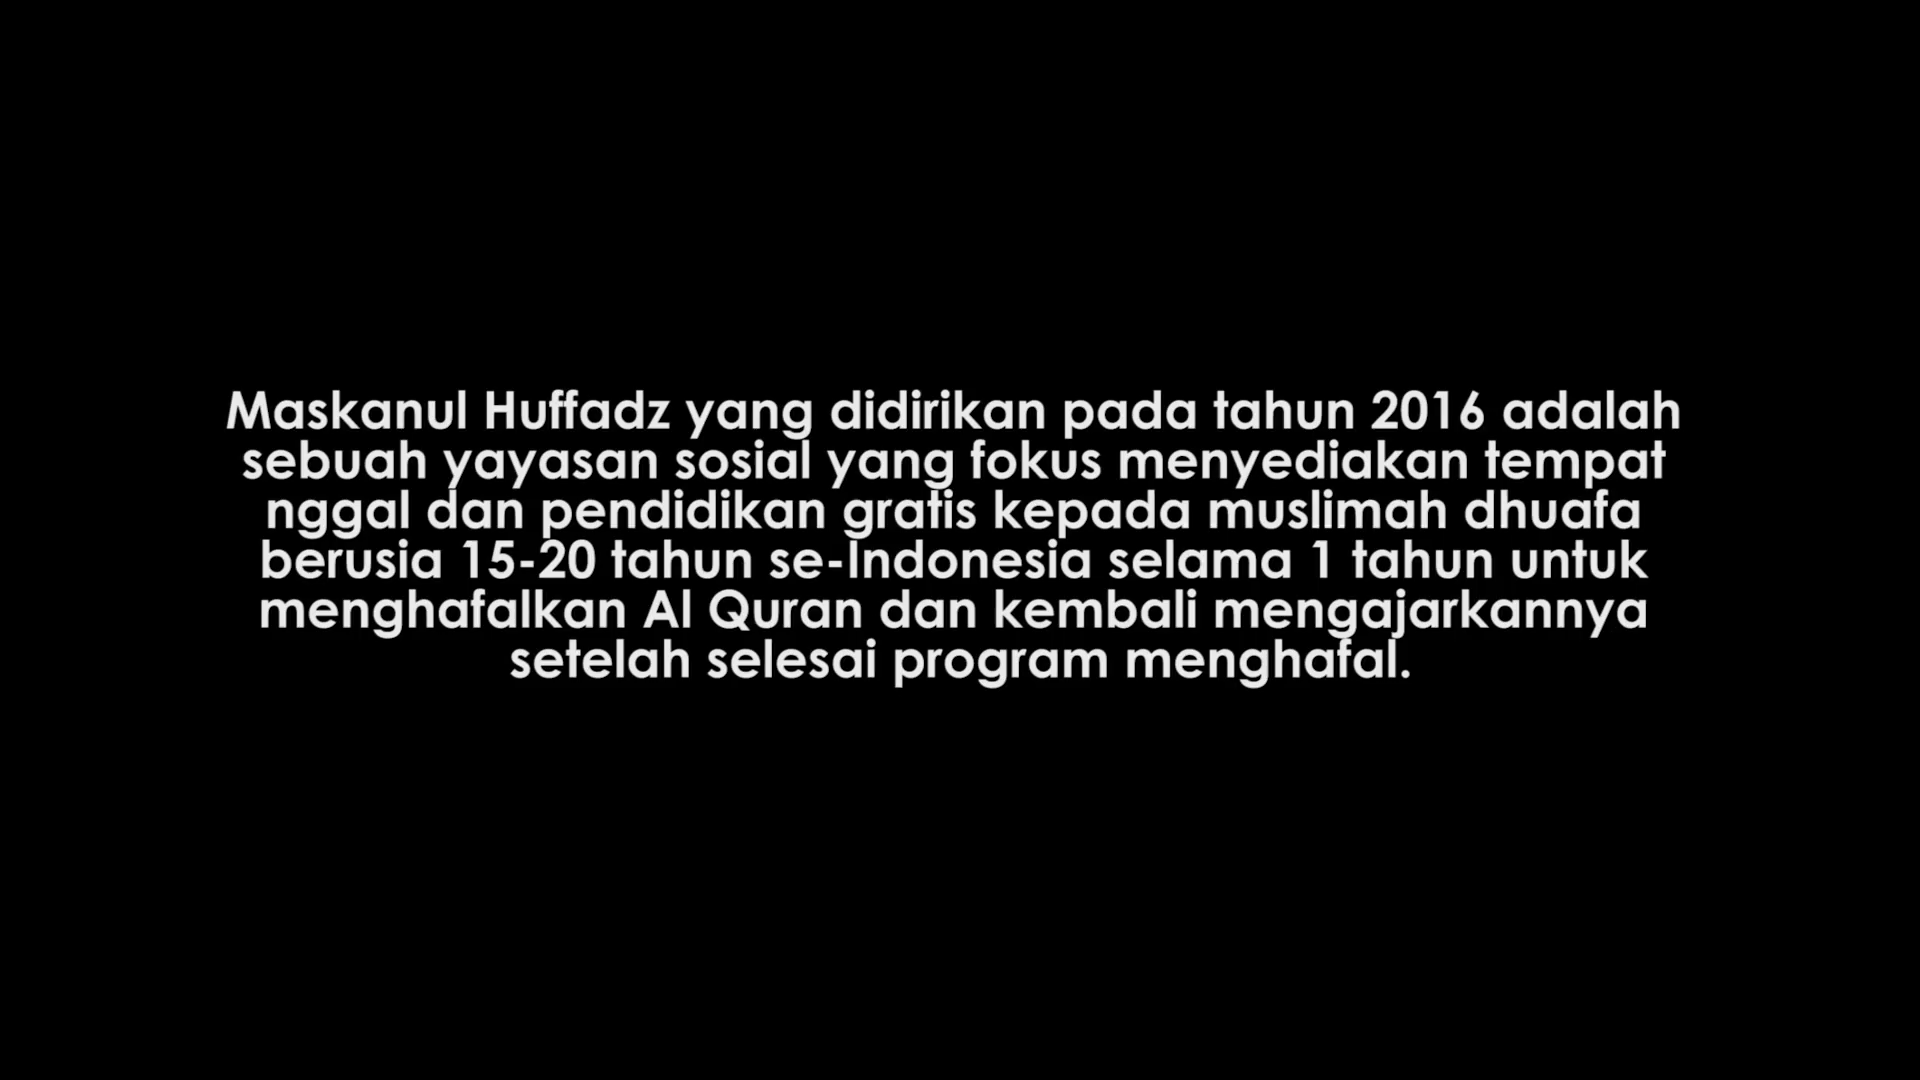 Maskanul Huffadz yang didirikan pada tahun 2016 adalah
sebuah yayasan sosial yang fokus menyediakan tempat
nggal dan pendidikan gratis kepada muslimah dhuafa
berusia 15-20 tahun se-Indonesia selama 1 tahun untuk
menghafalkan Al Quran dan kembali mengajarkannya
setelah selesai program menghafal.